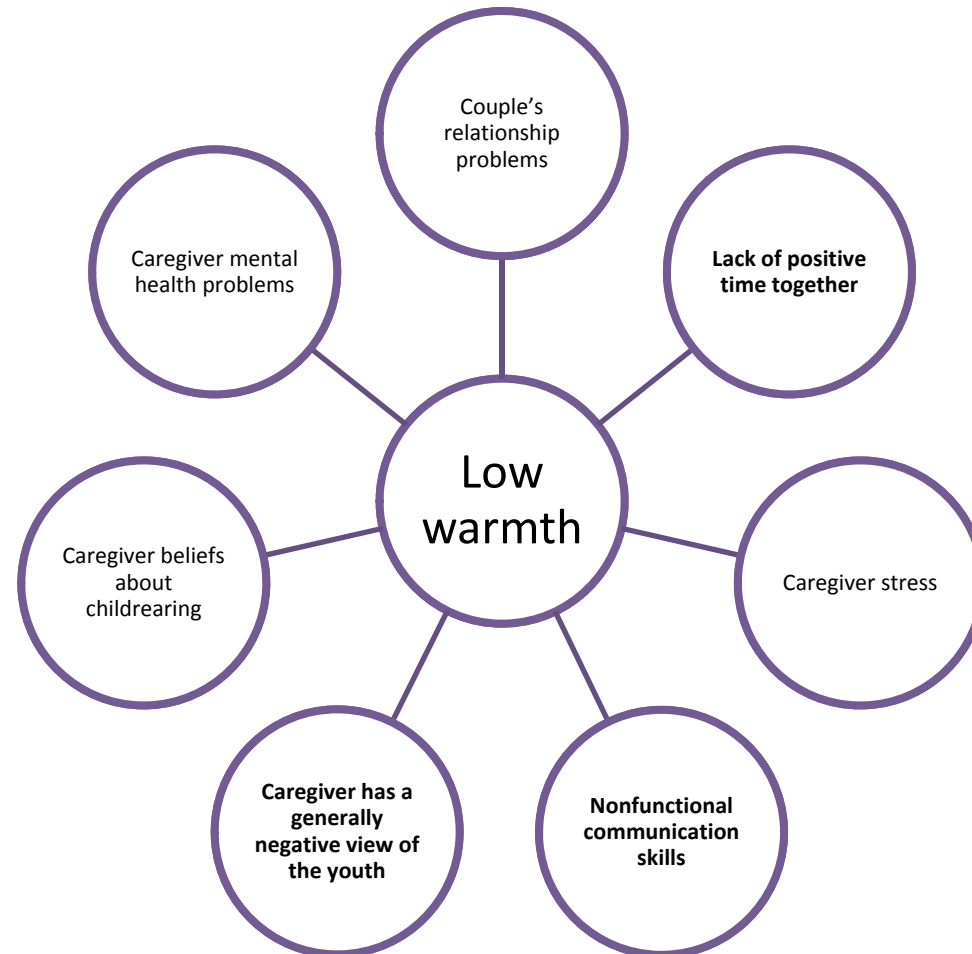 Couple’s
relationship
problems
Lack of positive
time together
Caregiver stress
Nonfunctional
communication
skills
Caregiver has a
generally
negative view of
the youth
Caregiver beliefs
about
childrearing
Caregiver mental
health problems
Low
warmth